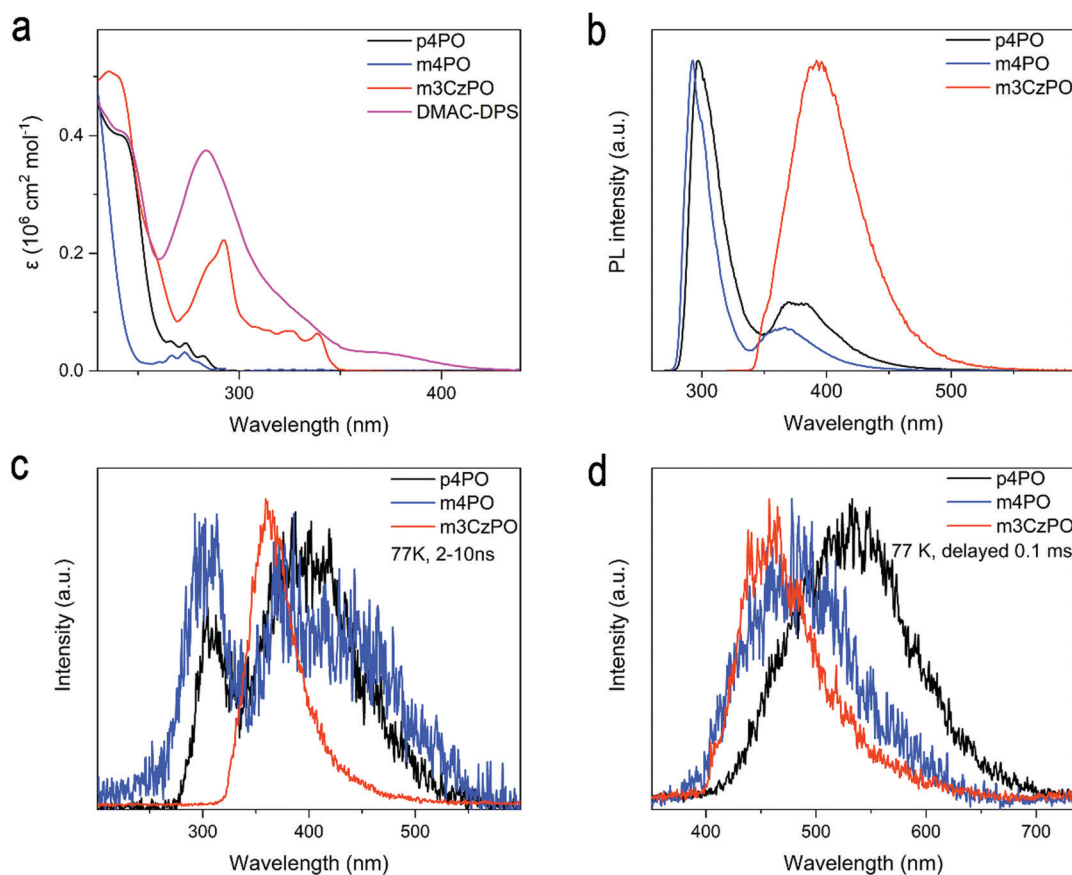 a
p4PO
m4PO
m3CzPO
DMAC-DPS
0.4
0.2
0.0
ε (10⁶ cm² mol⁻¹)
300
400
Wavelength (nm)
b
p4PO
m4PO
m3CzPO
PL intensity (a.u.)
300
400
500
Wavelength (nm)
c
p4PO
m4PO
m3CzPO
77K, 2-10ns
Intensity (a.u.)
300
400
500
Wavelength (nm)
d
p4PO
m4PO
m3CzPO
77 K, delayed 0.1 ms
Intensity (a.u.)
400
500
600
700
Wavelength (nm)